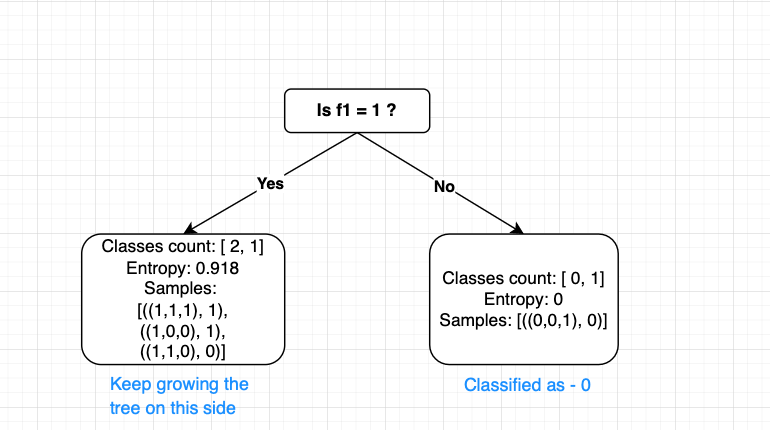 Is f1 = 1 ?
Yes
No
Classes count: [ 2, 1]
Entropy: 0.918
Samples:
[((1,1,1), 1),
((1,0,0), 1),
((1,1,0), 0)]
Classes count: [ 0, 1]
Entropy: 0
Samples: [((0,0,1), 0)]
Keep growing the
tree on this side
Classified as - 0